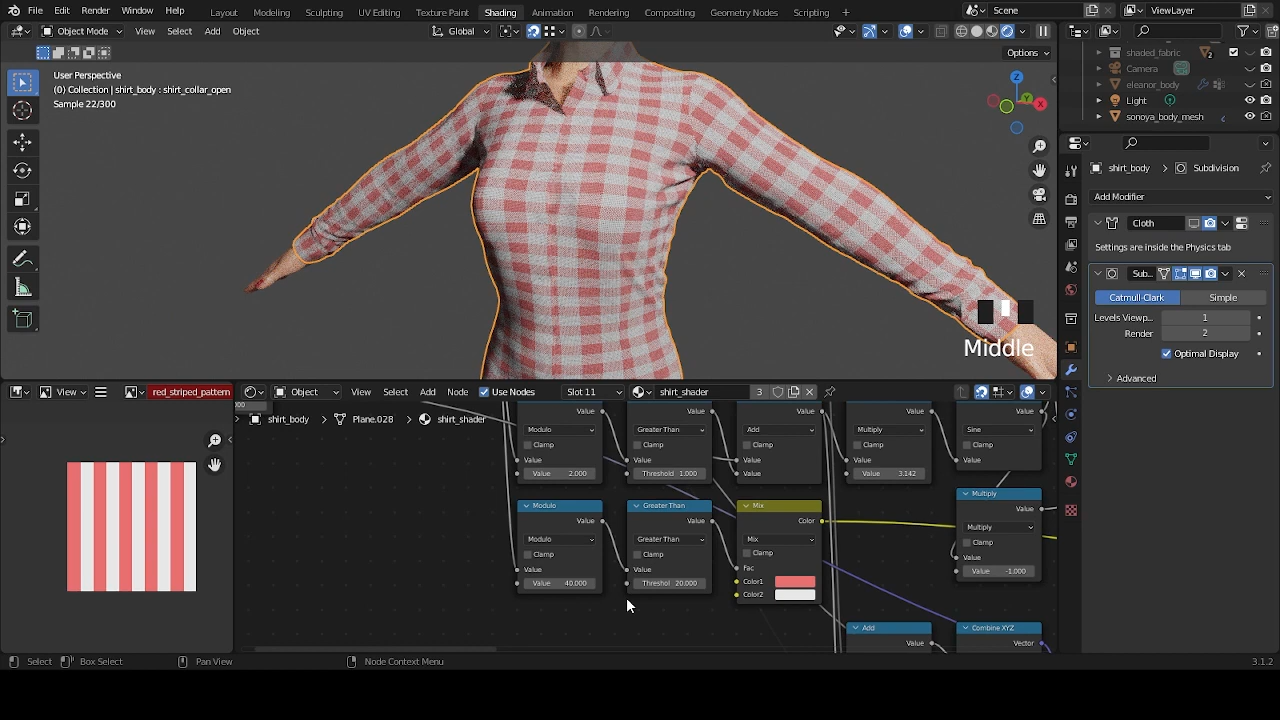 File Edit Render Window Help Layout Modeling Sculpting UV Editing Texture Paint Shading Animation Rendering Compositing Geometry Nodes Scripting + Scene ViewLayer
Object Mode View Select Add Object Global
Options
User Perspective
(0) Collection | shirt_body : shirt_collar_open
Sample 22/300
Z
Y
X
Middle
shaded_fabric 2
Camera
eleanor_body
Light
sonoya_body_mesh
shirt_body > Subdivision
Add Modifier
Cloth
Settings are inside the Physics tab
Sub..
Catmull-Clark Simple
Levels Viewp... 1
Render 2
Optimal Display
Advanced
View red_striped_pattern Object View Select Add Node Use Nodes Slot 11 shirt_shader 3
shirt_body > Plane.028 > shirt_shader
Value Value Value Value Value
Modulo Greater Than Add Multiply Sine
Clamp Clamp Clamp Clamp Clamp
Value Value Value Value Value
Value 2.000 Threshold 1.000 Value Value 3.142
Modulo Greater Than Mix Multiply
Value Value Color Value
Modulo Greater Than Mix Multiply
Clamp Clamp Clamp Clamp
Value Value Fac Value
Value 40.000 Threshol 20.000 Color1 Value -1.000
Color2
Add Combine XYZ
Value Vector
Select Box Select Pan View Node Context Menu 3.1.2